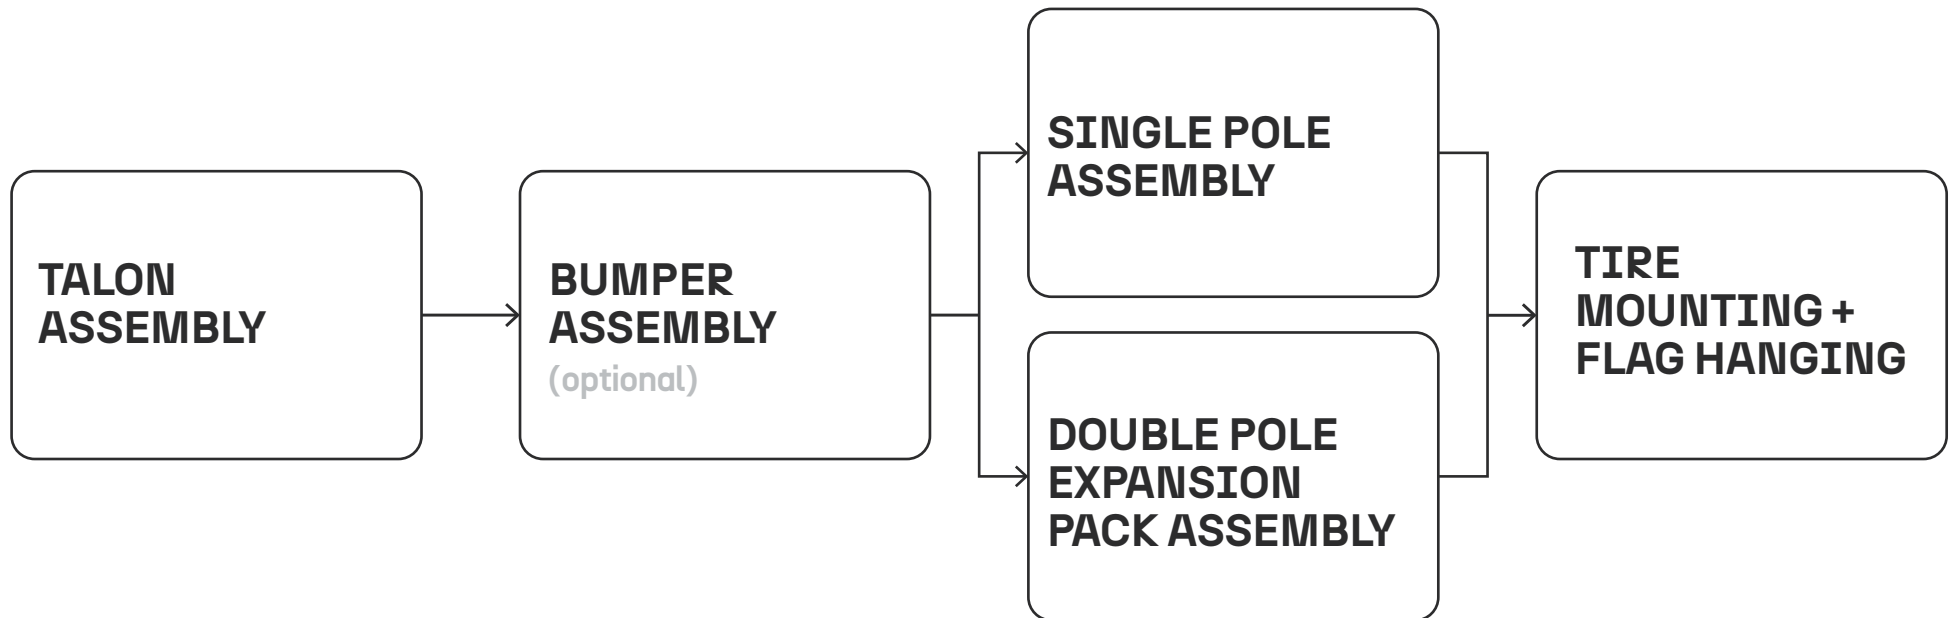 TALON
ASSEMBLY
BUMPER
ASSEMBLY
(optional)
SINGLE POLE
ASSEMBLY
DOUBLE POLE
EXPANSION
PACK ASSEMBLY
TIRE
MOUNTING +
FLAG HANGING